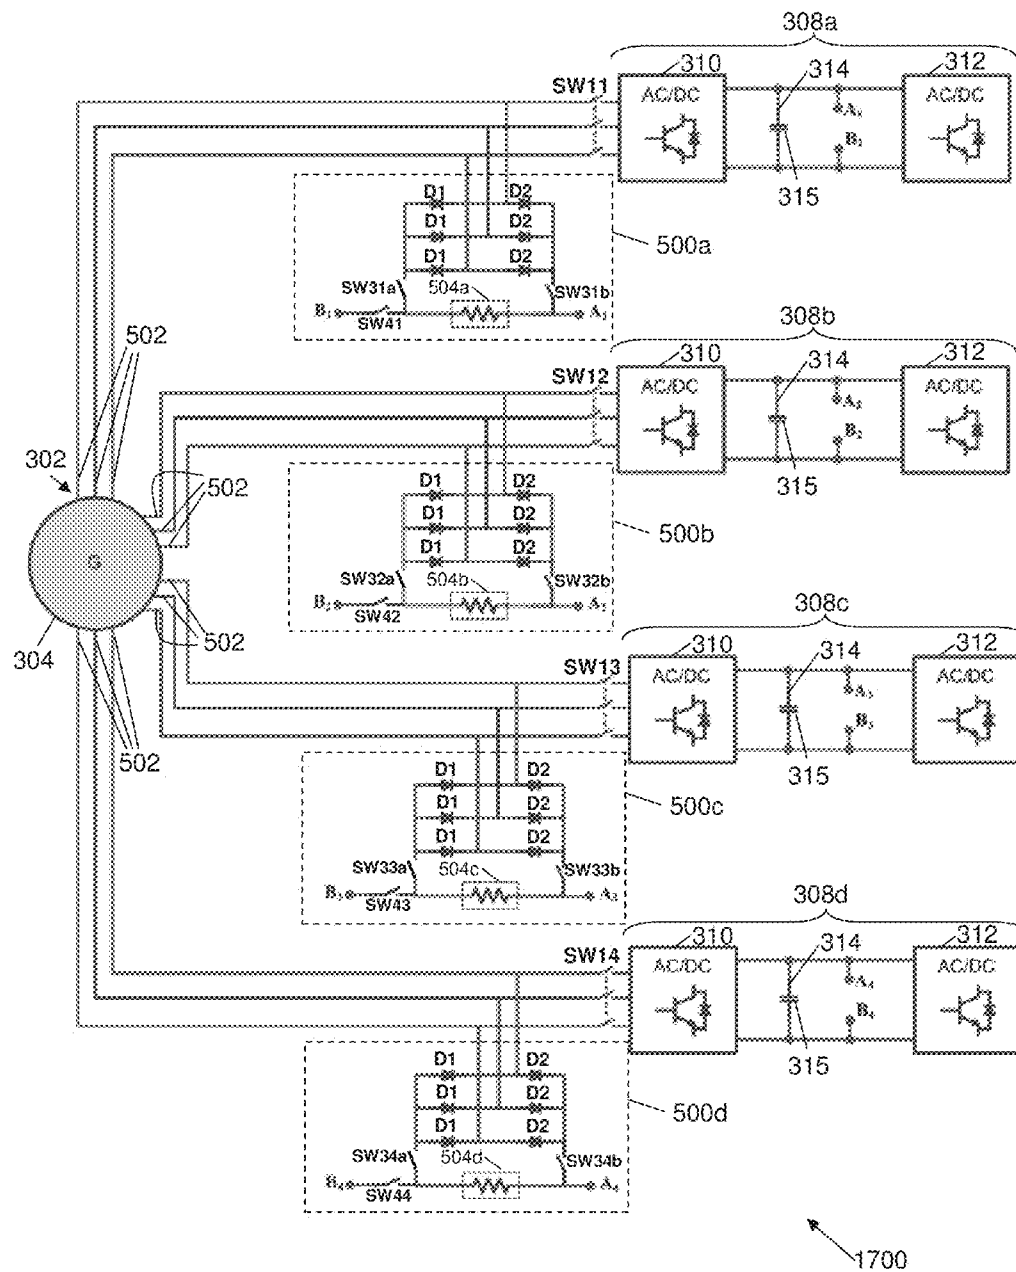 308a
310
314
312
SW11
AC/DC
A₁
AC/DC
B₁
315
D1 D2
D1 D2
D1 D2
500a
SW31a 504a SW31b
B₁ SW41 A₁
308b
502
310
314
312
SW12
AC/DC
A₂
AC/DC
B₂
302
502
315
D1 D2
D1 D2
D1 D2
500b
G
SW32a 504b SW32b
B₂ SW42 A₂
304
502
308c
310
314
312
SW13
AC/DC
A₃
AC/DC
B₃
502
315
D1 D2
D1 D2
D1 D2
500c
SW33a 504c SW33b
B₃ SW43
308d
310
314
312
SW14
AC/DC
A₄
AC/DC
B₄
315
D1 D2
D1 D2
D1 D2
500d
SW34a 504d SW34b
B₄ SW44 A₄
1700